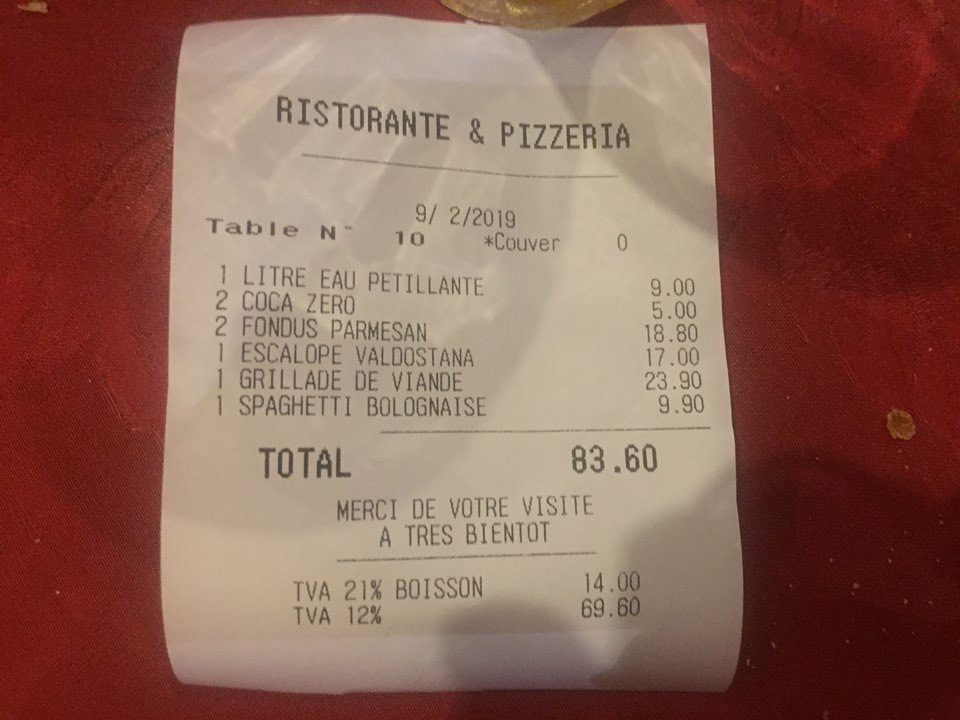 RISTORANTE & PIZZERIA
9/ 2/2019
Table N° 10 *Couver 0
1 LITRE EAU PETILLANTE 9.00
2 COCA ZERO 5.00
2 FONDUS PARMESAN 18.80
1 ESCALOPE VALDOSTANA 17.00
1 GRILLADE DE VIANDE 23.90
1 SPAGHETTI BOLOGNAISE 9.90
TOTAL 83.60
MERCI DE VOTRE VISITE
A TRES BIENTOT
TVA 21% BOISSON 14.00
TVA 12% 69.60